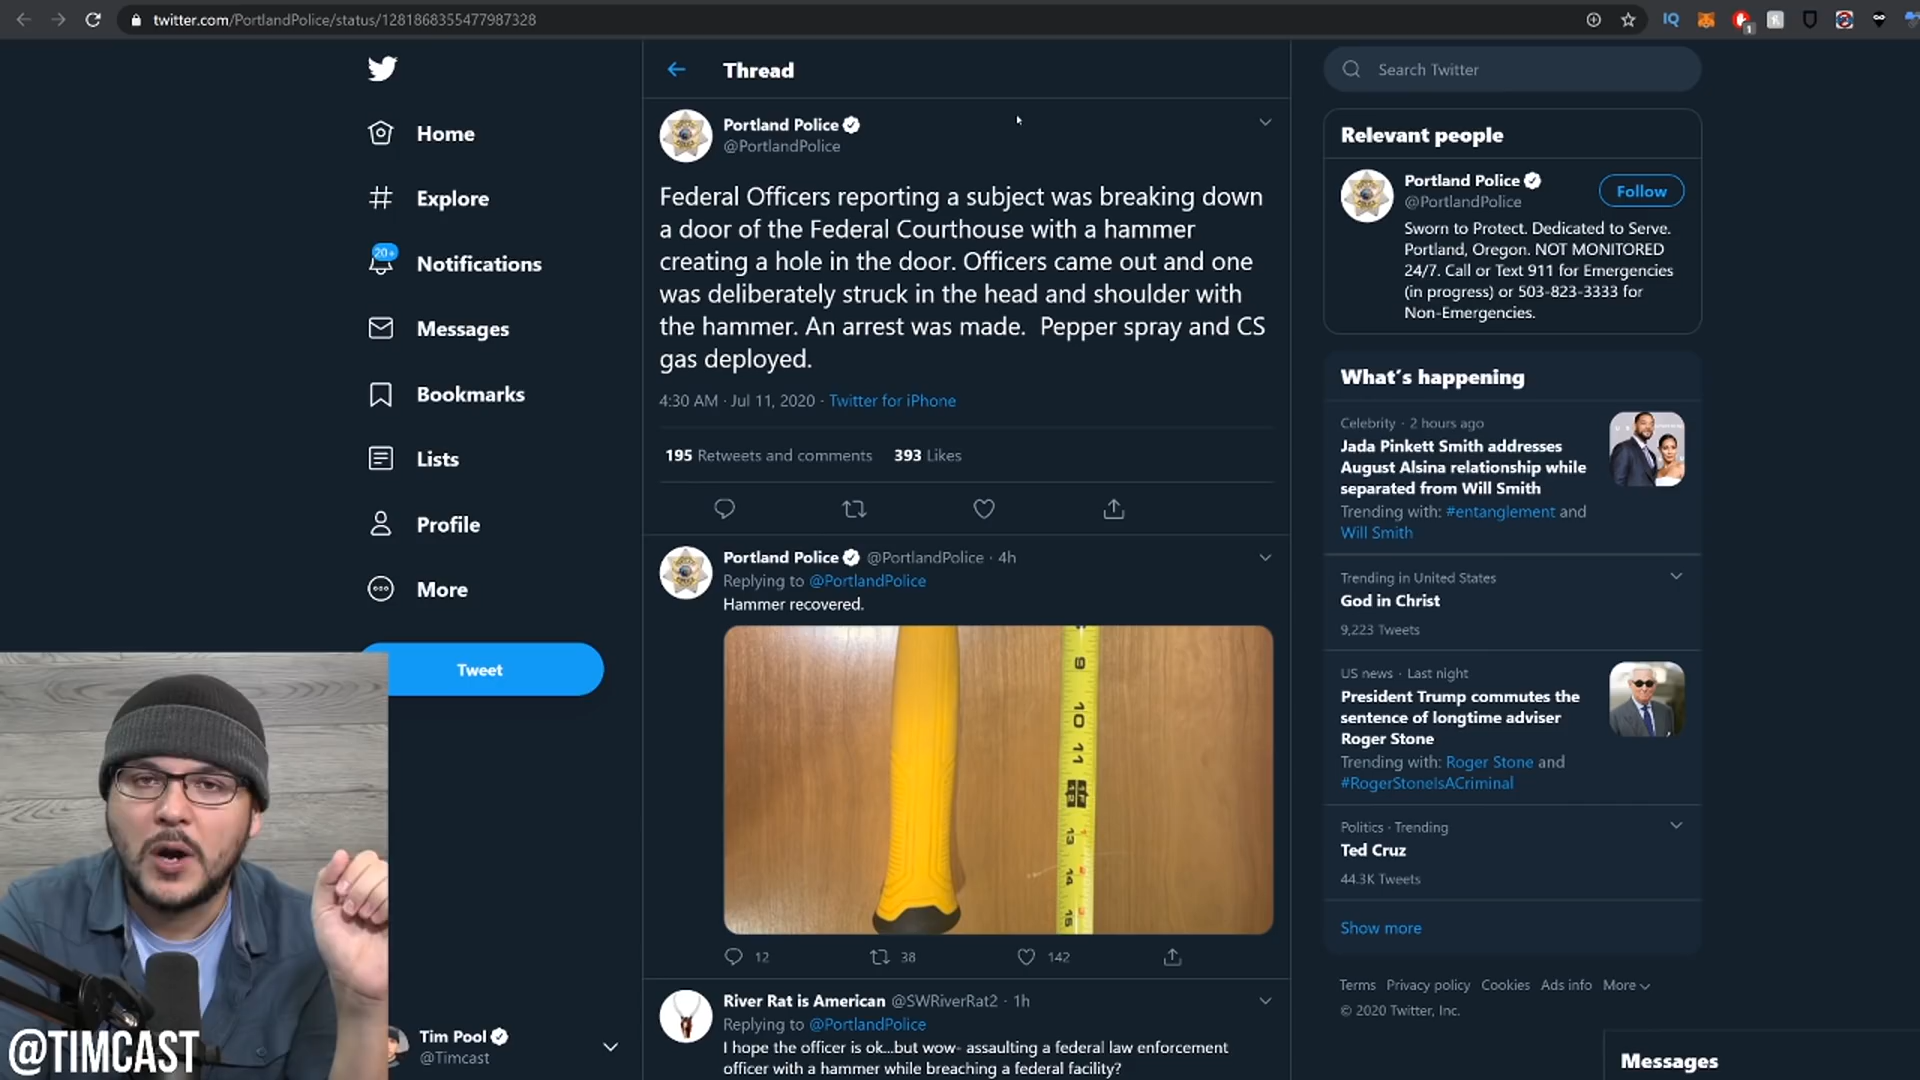 twitter.com/PortlandPolice/status/1281868355477987328
IQ
1
Home
Explore
20+
Notifications
Messages
Bookmarks
Lists
Profile
More
Tweet
Tim Pool
@Timcast
@TIMCAST
Thread
Portland Police
@PortlandPolice
Federal Officers reporting a subject was breaking down
a door of the Federal Courthouse with a hammer
creating a hole in the door. Officers came out and one
was deliberately struck in the head and shoulder with
the hammer. An arrest was made.  Pepper spray and CS
gas deployed.
4:30 AM · Jul 11, 2020 · Twitter for iPhone
195 Retweets and comments 393 Likes
Portland Police @PortlandPolice · 4h
Replying to @PortlandPolice
Hammer recovered.
9
10
11
13
14
15
12 38 142
River Rat is American @SWRiverRat2 · 1h
Replying to @PortlandPolice
I hope the officer is ok...but wow- assaulting a federal law enforcement
officer with a hammer while breaching a federal facility?
Search Twitter
Relevant people
Portland Police
@PortlandPolice
Follow
Sworn to Protect. Dedicated to Serve.
Portland, Oregon. NOT MONITORED
24/7. Call or Text 911 for Emergencies
(in progress) or 503-823-3333 for
Non-Emergencies.
What's happening
Celebrity · 2 hours ago
Jada Pinkett Smith addresses
August Alsina relationship while
separated from Will Smith
Trending with: #entanglement and
Will Smith
Trending in United States
God in Christ
9,223 Tweets
US news · Last night
President Trump commutes the
sentence of longtime adviser
Roger Stone
Trending with: Roger Stone and
#RogerStoneIsACriminal
Politics · Trending
Ted Cruz
44.3K Tweets
Show more
Terms Privacy policy Cookies Ads info More
© 2020 Twitter, Inc.
Messages